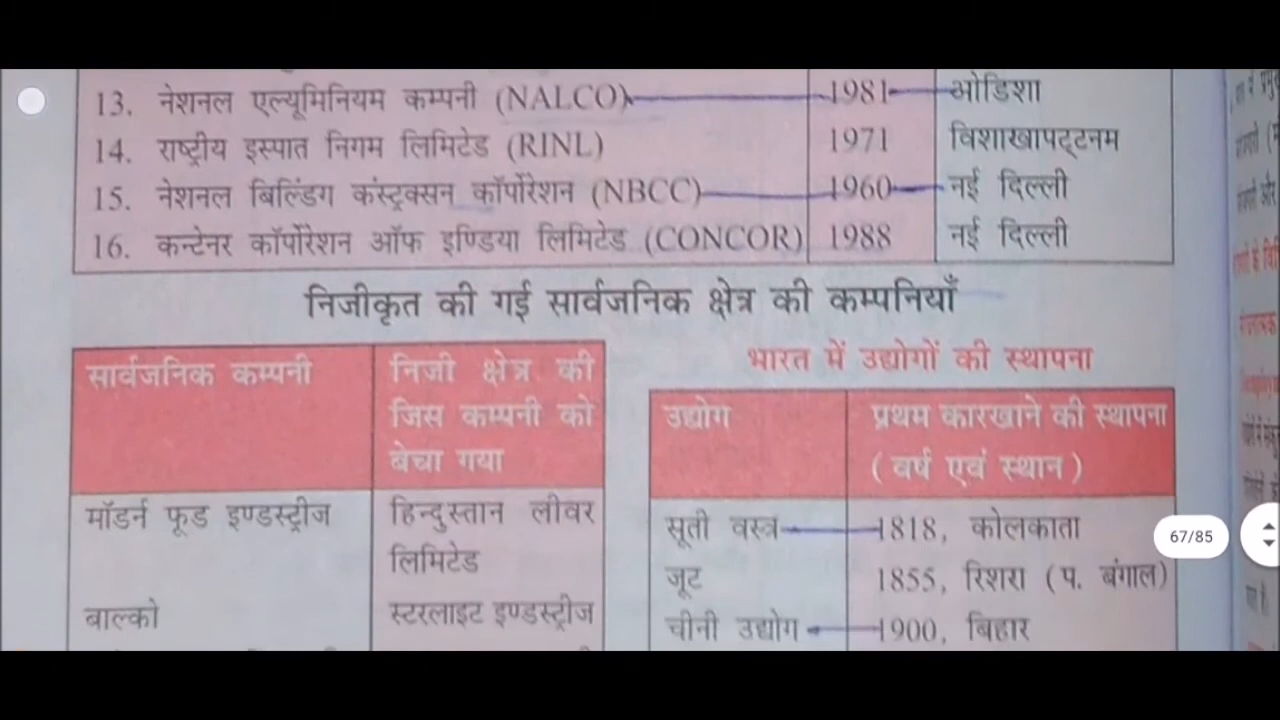 13. नेशनल एल्यूमिनियम कम्पनी (NALCO) 1981 ओडिशा
14. राष्ट्रीय इस्पात निगम लिमिटेड (RINL) 1971 विशाखापट्टनम
15. नेशनल बिल्डिंग कंस्ट्रक्सन कॉर्पोरेशन (NBCC) 1960 नई दिल्ली
16. कन्टेनर कॉर्पोरेशन ऑफ इण्डिया लिमिटेड (CONCOR) 1988 नई दिल्ली
निजीकृत की गई सार्वजनिक क्षेत्र की कम्पनियाँ
सार्वजनिक कम्पनी
निजी क्षेत्र की
जिस कम्पनी को
बेचा गया
मॉडर्न फूड इण्डस्ट्रीज
हिन्दुस्तान लीवर
लिमिटेड
बाल्को
स्टरलाइट इण्डस्ट्रीज
भारत में उद्योगों की स्थापना
उद्योग
प्रथम कारखाने की स्थापना
(वर्ष एवं स्थान)
सूती वस्त्र 1818, कोलकाता
जूट 1855, रिशरा (प. बंगाल)
चीनी उद्योग 1900, बिहार
67/85